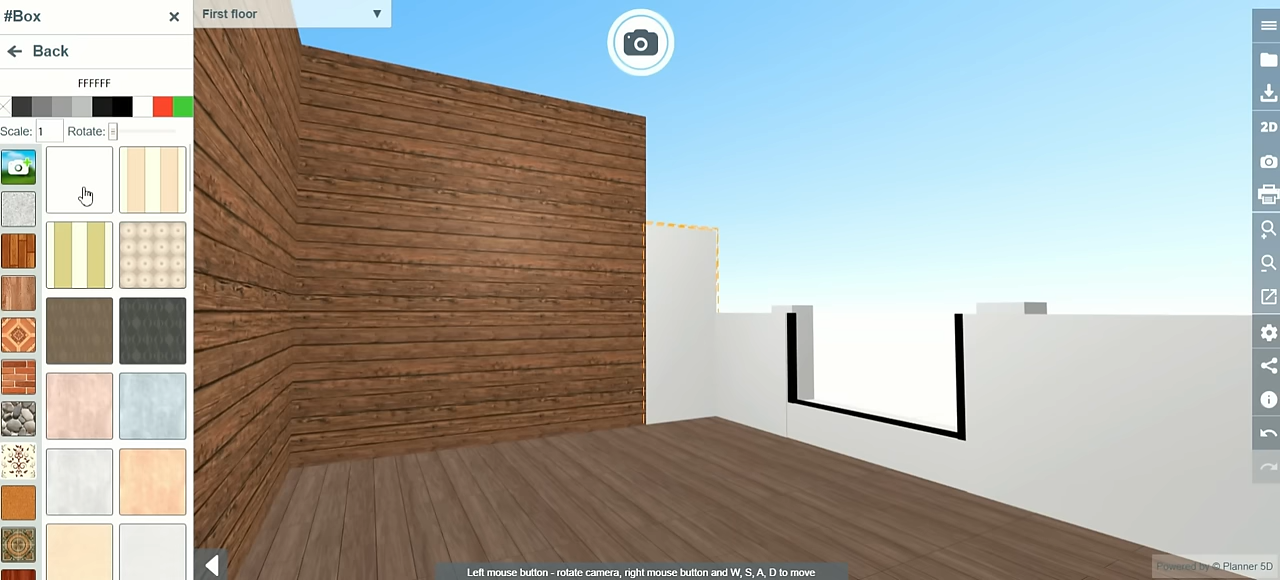 #Box
First floor
Back
FFFFFF
Scale: 1 Rotate:
2D
Left mouse button - rotate camera, right mouse button and W, S, A, D to move
Powered by © Planner 5D